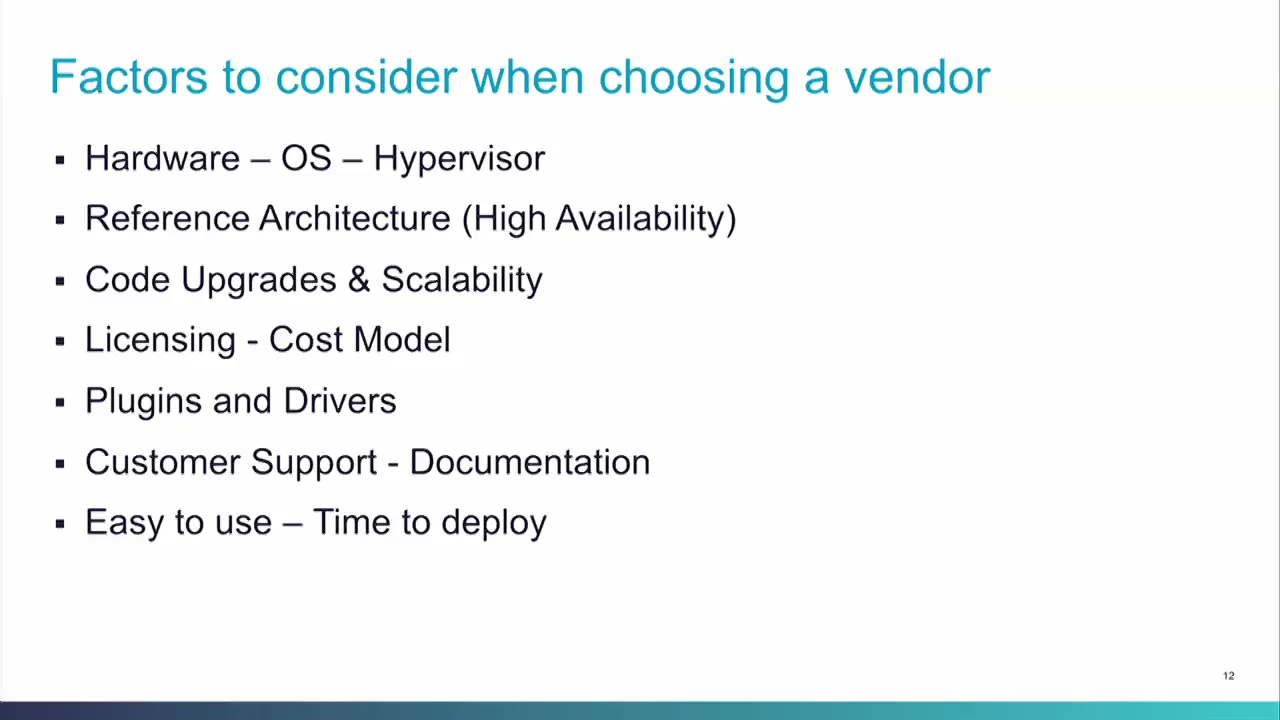 Factors to consider when choosing a vendor
▪ Hardware – OS – Hypervisor
▪ Reference Architecture (High Availability)
▪ Code Upgrades & Scalability
▪ Licensing - Cost Model
▪ Plugins and Drivers
▪ Customer Support - Documentation
▪ Easy to use – Time to deploy
12